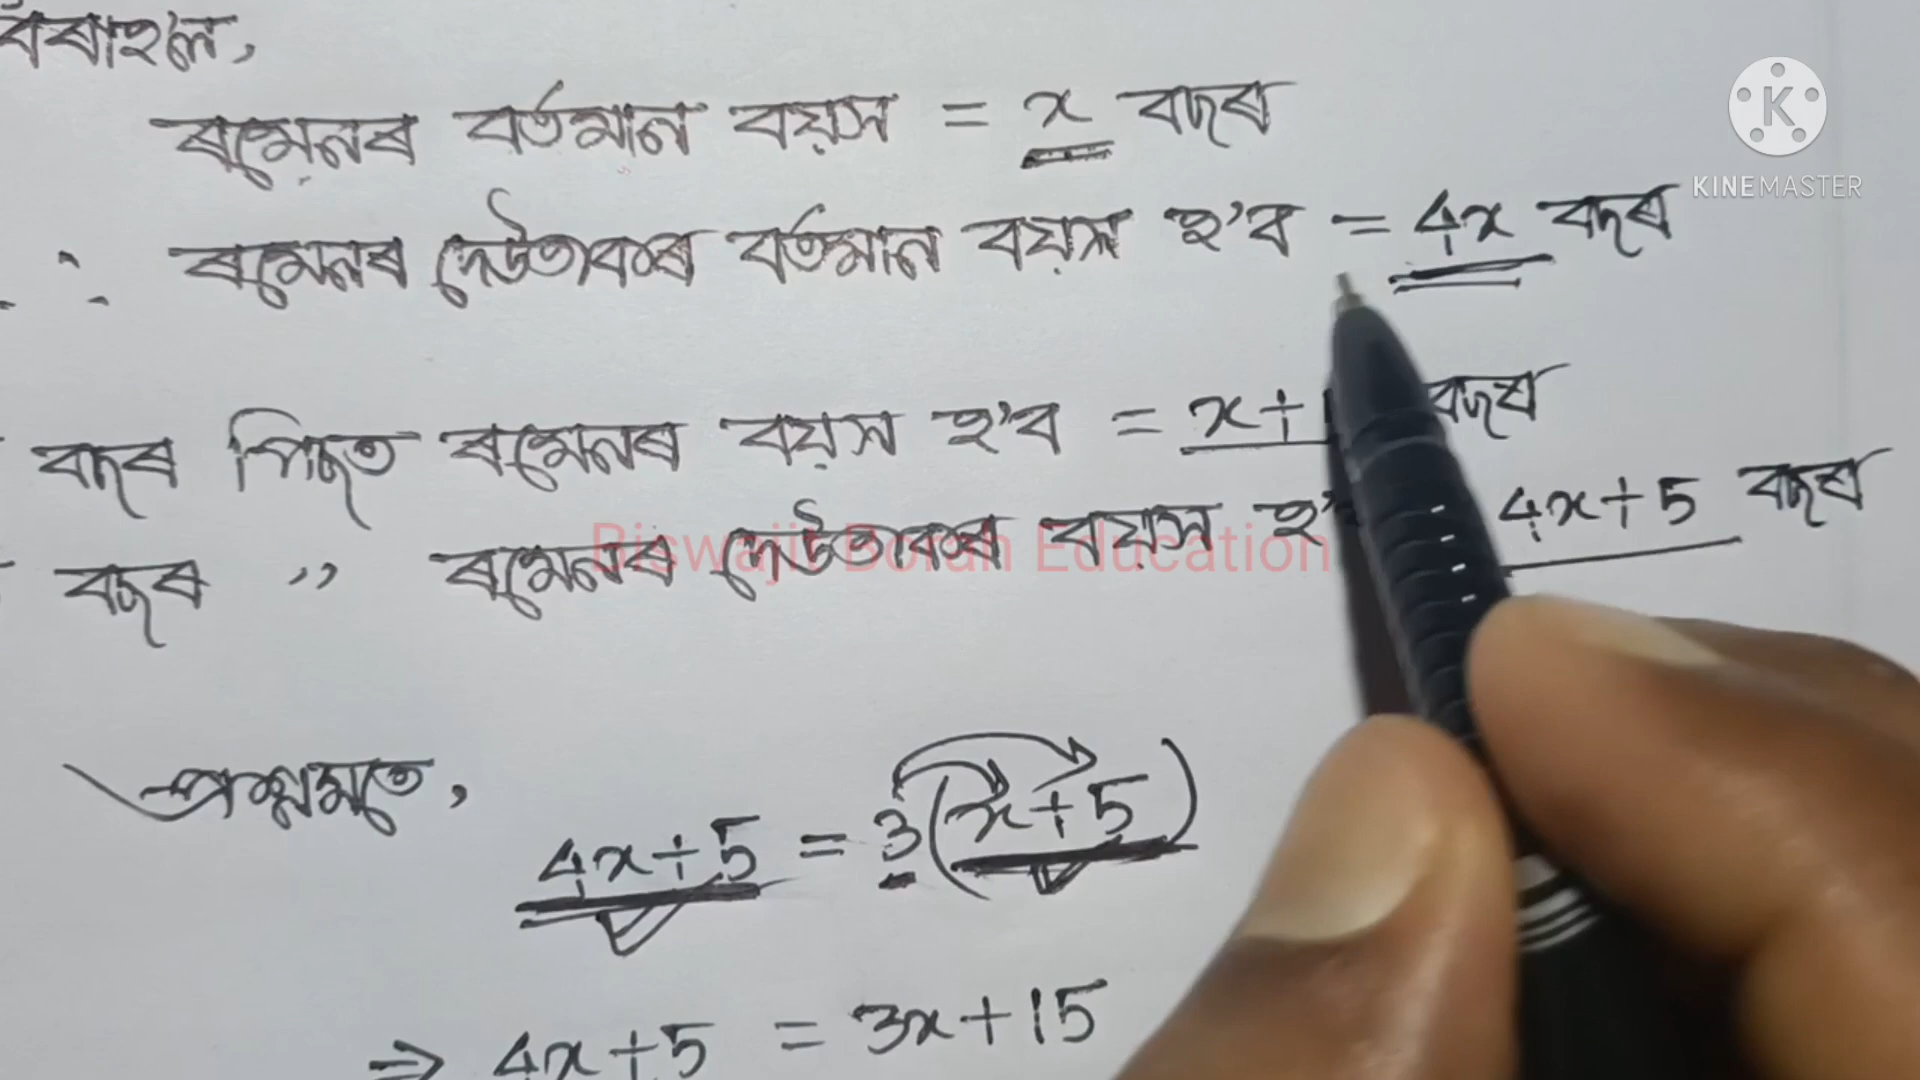 ধৰাহ'ল,
ৰমেনৰ বৰ্তমান বয়স = x বছৰ
∴ ৰমেনৰ দেউতাকৰ বৰ্তমান বয়স হ'ব = 4x বছৰ
বছৰ পিছত ৰমেনৰ বয়স হ'ব = x+ বছৰ
বছৰ " ৰমেনৰ দেউতাকৰ বয়স 4x+5 বছৰ
প্ৰশ্নমতে,
4x+5 = 3(x+5)
⇒ 4x+5 = 3x+15
KINEMASTER
Biswajit Borah Education